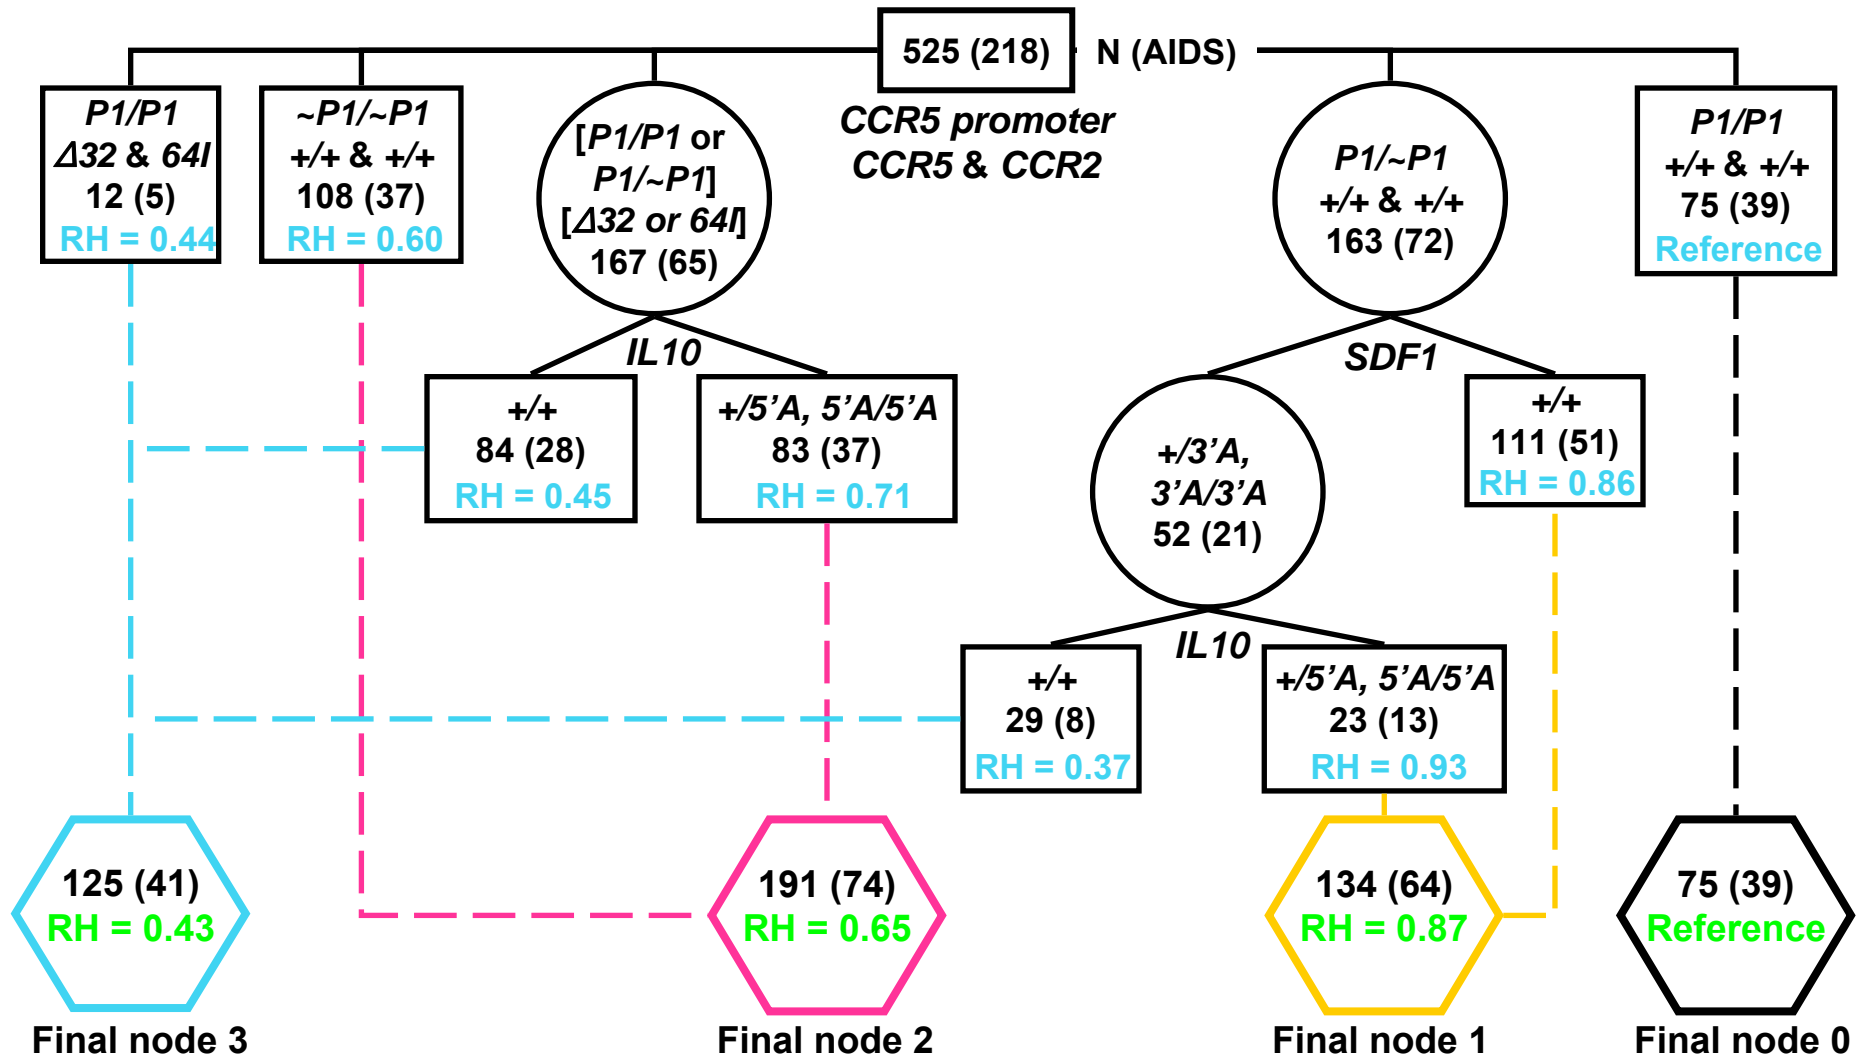 525 (218)
N (AIDS)
CCR5 promoter
CCR5 & CCR2
P1/P1
Δ32 & 64I
12 (5)
RH = 0.44
~P1/~P1
+/+ & +/+
108 (37)
RH = 0.60
[P1/P1 or
P1/~P1]
[Δ32 or 64I]
167 (65)
P1/~P1
+/+ & +/+
163 (72)
P1/P1
+/+ & +/+
75 (39)
Reference
IL10
SDF1
+/+
84 (28)
RH = 0.45
+/5’A, 5’A/5’A
83 (37)
RH = 0.71
+/3’A,
3’A/3’A
52 (21)
+/+
111 (51)
RH = 0.86
IL10
+/+
29 (8)
RH = 0.37
+/5’A, 5’A/5’A
23 (13)
RH = 0.93
125 (41)
RH = 0.43
191 (74)
RH = 0.65
134 (64)
RH = 0.87
75 (39)
Reference
Final node 3
Final node 2
Final node 1
Final node 0